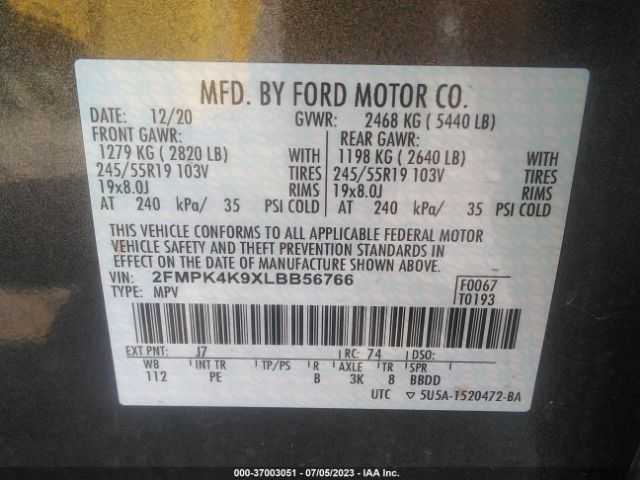 MFD. BY FORD MOTOR CO.
DATE: 12/20 GVWR: 2468 KG ( 5440 LB)
FRONT GAWR: REAR GAWR:
1279 KG ( 2820 LB) WITH 1198 KG ( 2640 LB) WITH
245/55R19 103V TIRES 245/55R19 103V TIRES
19x8.0J RIMS 19x8.0J RIMS
AT 240 kPa/ 35 PSI COLD AT 240 kPa/ 35 PSI COLD
THIS VEHICLE CONFORMS TO ALL APPLICABLE FEDERAL MOTOR
VEHICLE SAFETY AND THEFT PREVENTION STANDARDS IN
EFFECT ON THE DATE OF MANUFACTURE SHOWN ABOVE.
VIN: 2FMPK4K9XLBB56766 F0067
TYPE: MPV T0193
EXT PNT: J7 RC: 74 DSO:
WB INT TR TP/PS R AXLE TR SPR
112 PE B 3K 8 BBDD
UTC ▽ 5U5A-1520472-BA
000-37003051 - 07/05/2023 - IAA Inc.